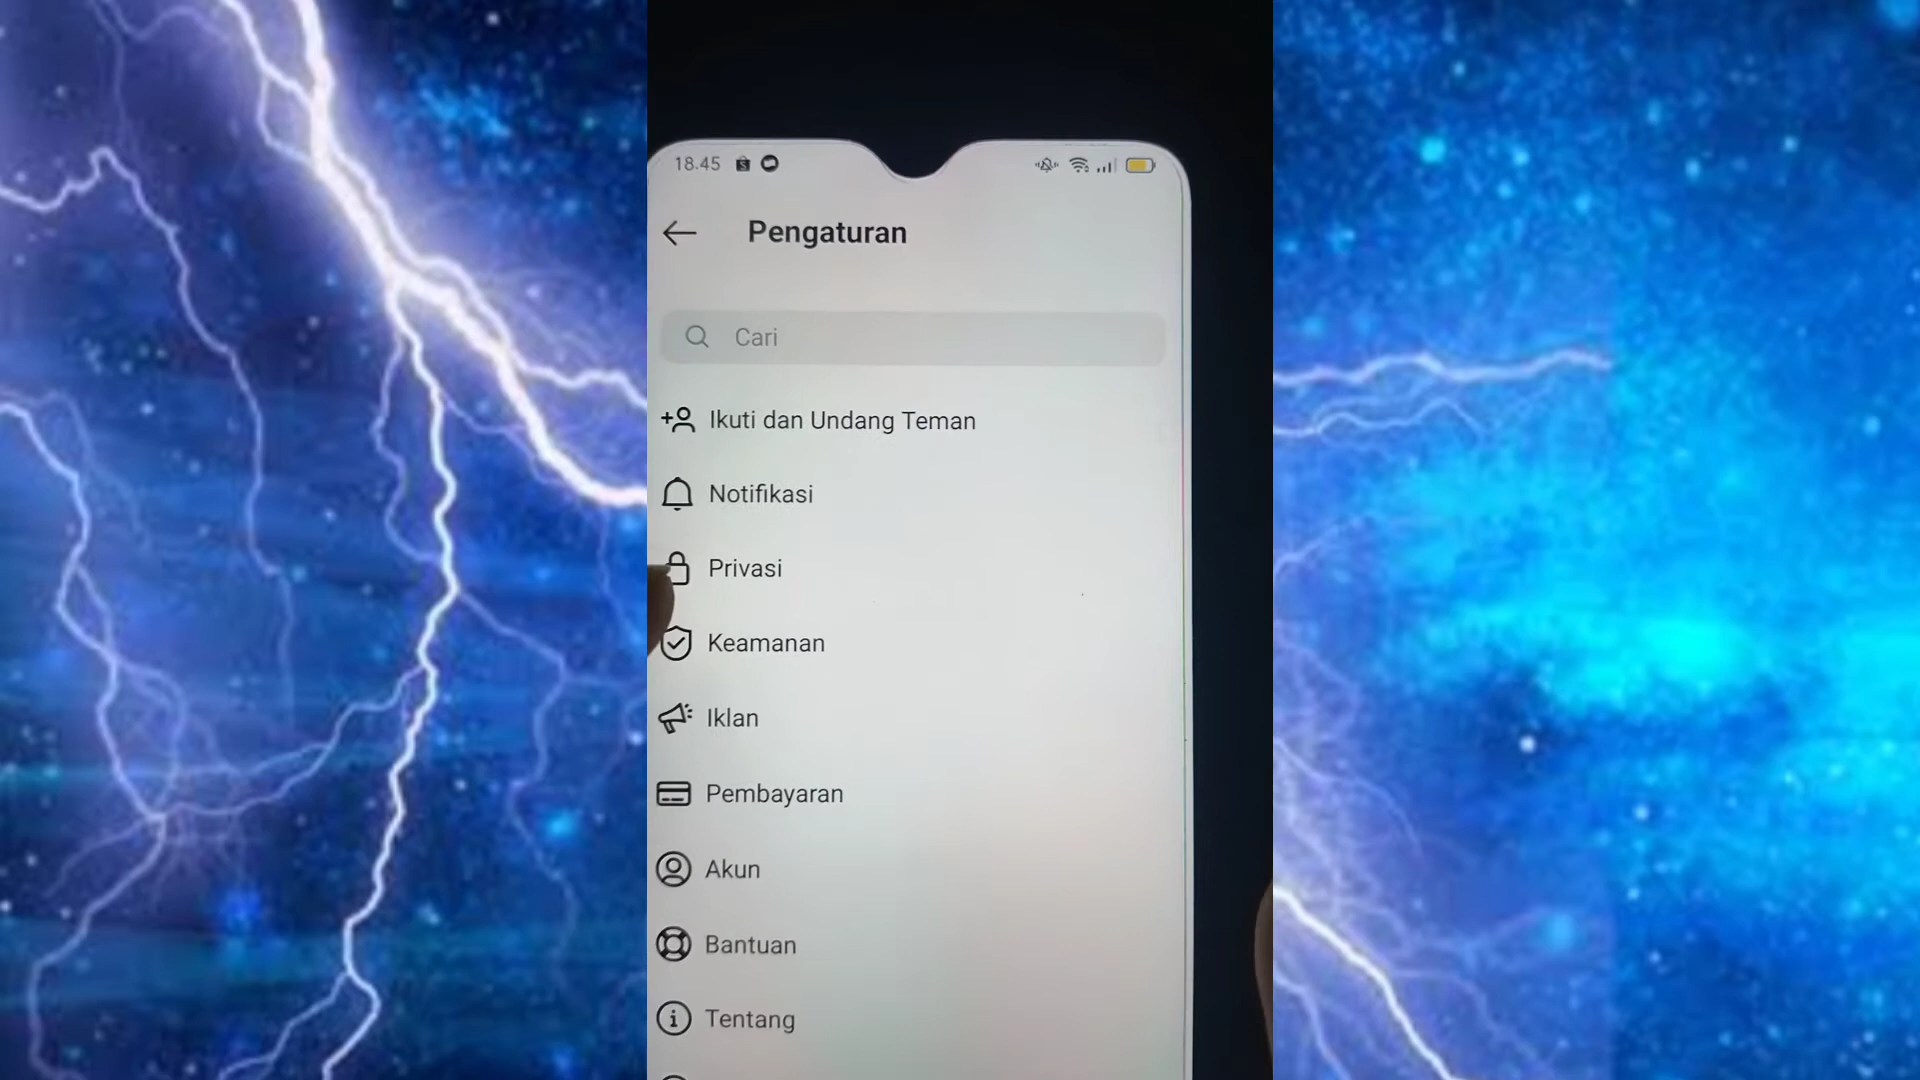 18.45
Pengaturan
Cari
Ikuti dan Undang Teman
Notifikasi
Privasi
Keamanan
Iklan
Pembayaran
Akun
Bantuan
Tentang